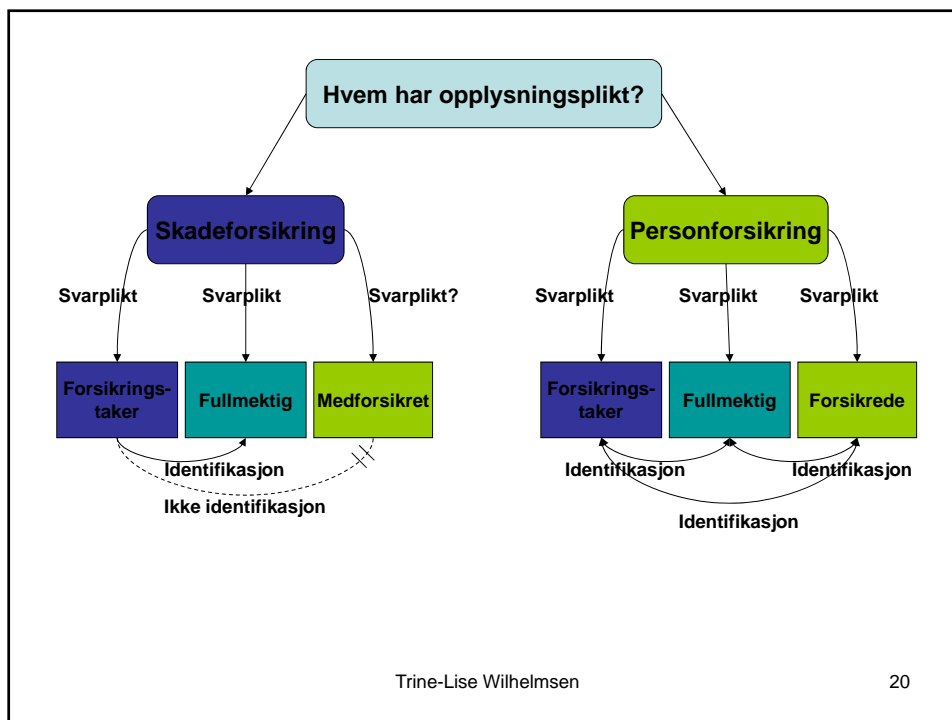 Hvem har opplysningsplikt?
Skadeforsikring
Personforsikring
Svarplikt
Svarplikt
Svarplikt?
Svarplikt
Svarplikt
Svarplikt
Forsikrings-
taker
Fullmektig
Medforsikret
Forsikrings-
taker
Fullmektig
Forsikrede
Identifikasjon
Ikke identifikasjon
Identifikasjon
Identifikasjon
Identifikasjon
Trine-Lise Wilhelmsen
20